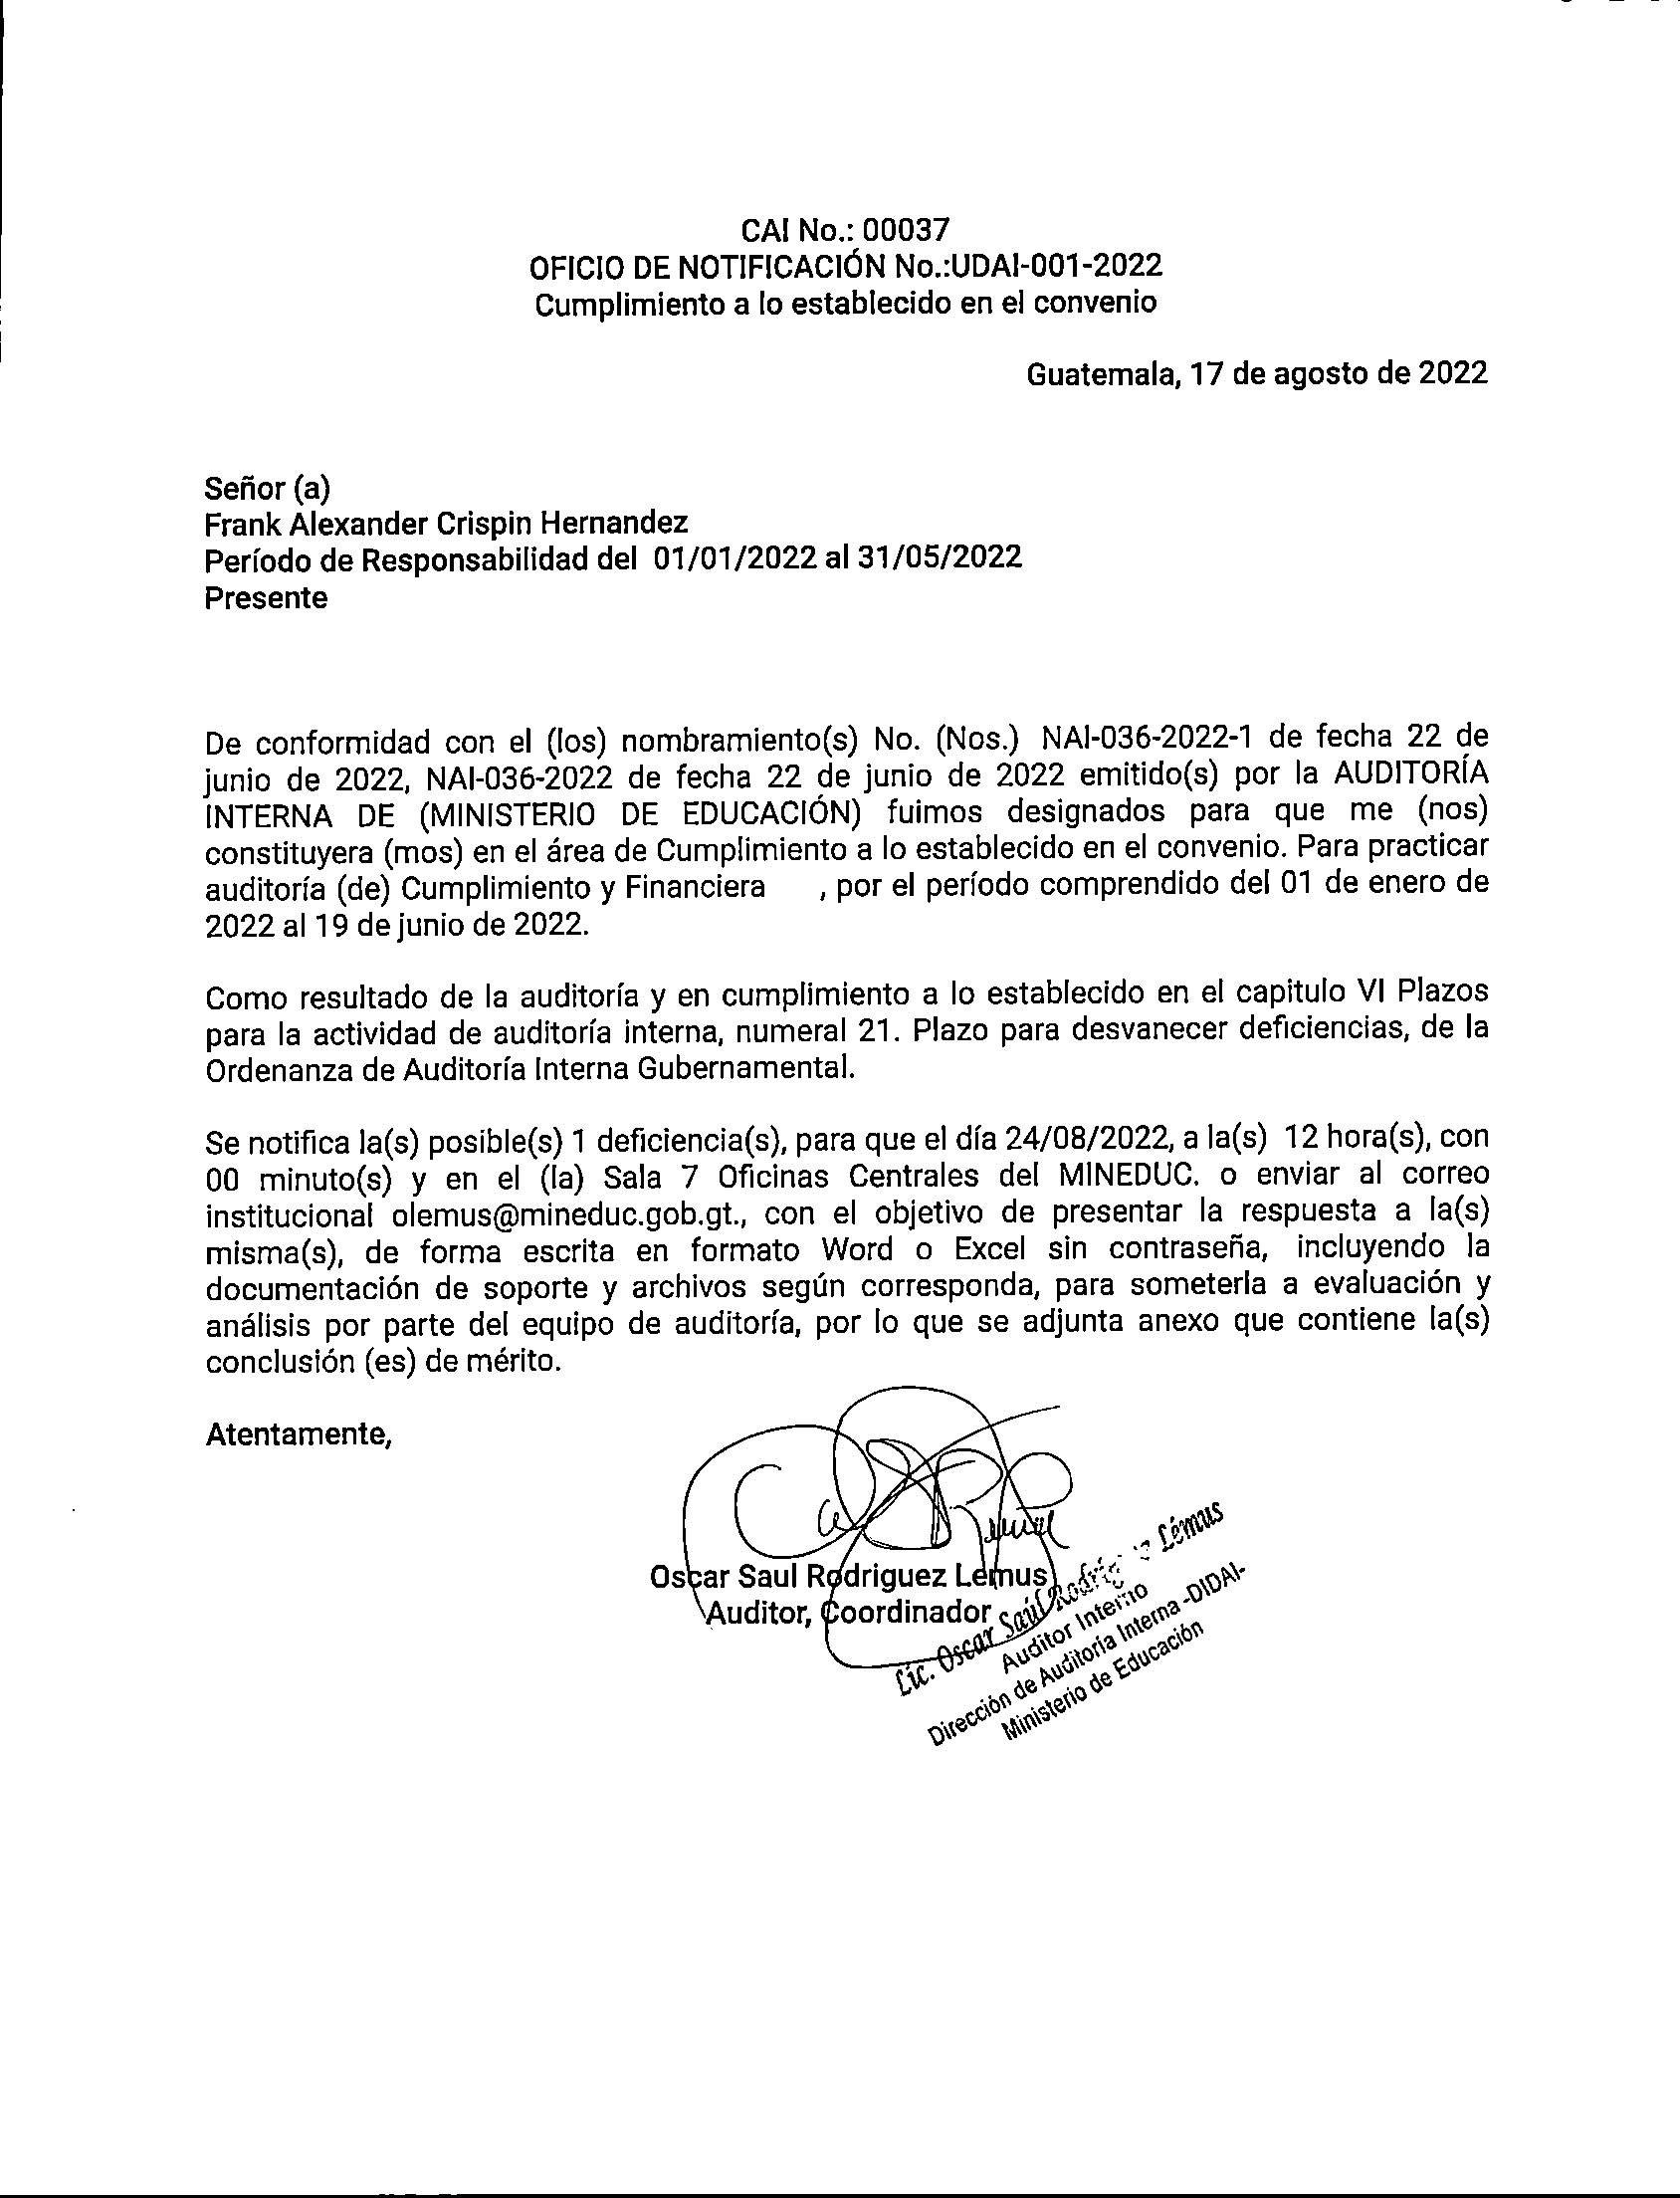 CAI No.: 00037
OFICIO DE NOTIFICACIÓN No.:UDAI-001-2022
Cumplimiento a lo establecido en el convenio
Guatemala, 17 de agosto de 2022
Señor (a)
Frank Alexander Crispin Hernandez
Período de Responsabilidad del 01/01/2022 al 31/05/2022
Presente
De conformidad con el (los) nombramiento(s) No. (Nos.) NAI-036-2022-1 de fecha 22 de
junio de 2022, NAI-036-2022 de fecha 22 de junio de 2022 emitido(s) por la AUDITORÍA
INTERNA DE (MINISTERIO DE EDUCACIÓN) fuimos designados para que me (nos)
constituyera (mos) en el área de Cumplimiento a lo establecido en el convenio. Para practicar
auditoría (de) Cumplimiento y Financiera , por el período comprendido del 01 de enero de
2022 al 19 de junio de 2022.
Como resultado de la auditoría y en cumplimiento a lo establecido en el capitulo VI Plazos
para la actividad de auditoría interna, numeral 21. Plazo para desvanecer deficiencias, de la
Ordenanza de Auditoría Interna Gubernamental.
Se notifica la(s) posible(s) 1 deficiencia(s), para que el día 24/08/2022, a la(s) 12 hora(s), con
00 minuto(s) y en el (la) Sala 7 Oficinas Centrales del MINEDUC. o enviar al correo
institucional olemus@mineduc.gob.gt., con el objetivo de presentar la respuesta a la(s)
misma(s), de forma escrita en formato Word o Excel sin contraseña, incluyendo la
documentación de soporte y archivos según corresponda, para someterla a evaluación y
análisis por parte del equipo de auditoría, por lo que se adjunta anexo que contiene la(s)
conclusión (es) de mérito.
Atentamente,
Oscar Saul Rodriguez Lemus
Auditor, Coordinador
Lic. Oscar Saúl Lémus
Auditor Interno
Dirección de Auditoría Interna -DIDAI-
Ministerio de Educación